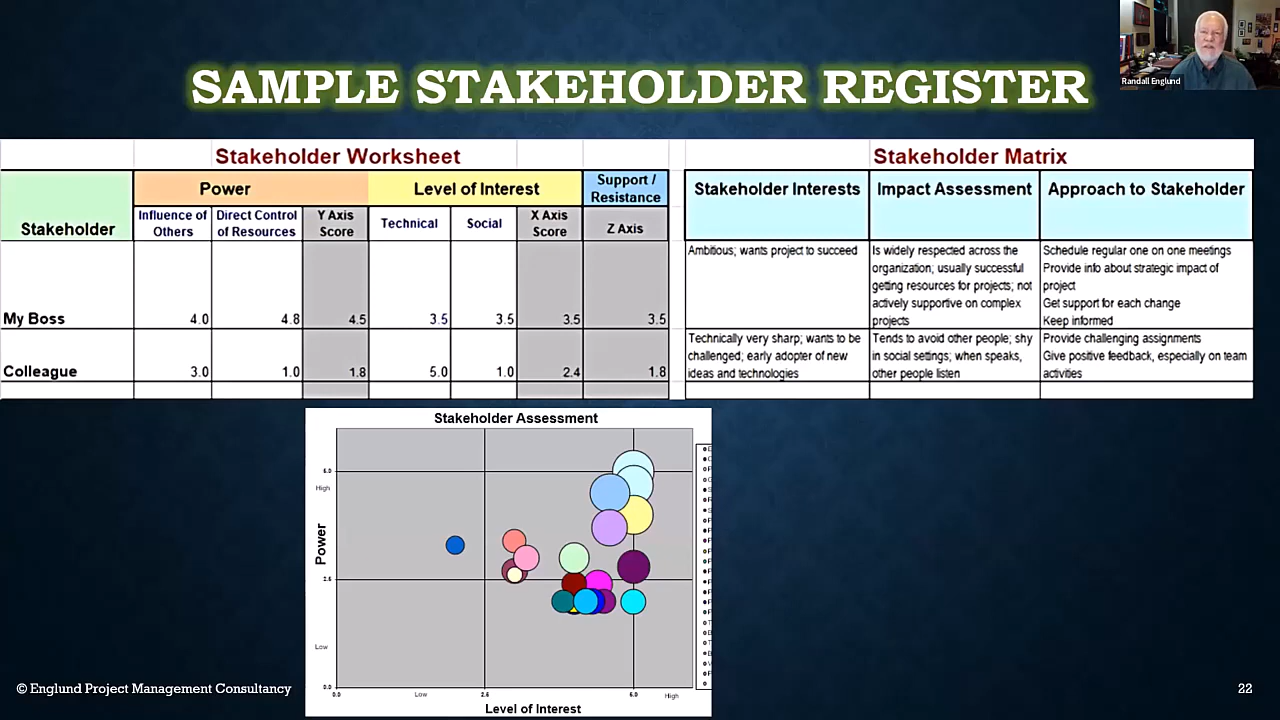 SAMPLE STAKEHOLDER REGISTER
Randall Englund
Stakeholder Worksheet
Stakeholder Matrix
Stakeholder
Power
Level of Interest
Support /
Resistance
Influence of
Others
Direct Control
of Resources
Y Axis
Score
Technical
Social
X Axis
Score
Z Axis
Stakeholder Interests
Impact Assessment
Approach to Stakeholder
My Boss
4.0
4.8
4.5
3.5
3.5
3.5
3.5
Ambitious; wants project to succeed
Is widely respected across the
organization; usually successful
getting resources for projects; not
actively supportive on complex
projects
Schedule regular one on one meetings
Provide info about strategic impact of
project
Get support for each change
Keep informed
Colleague
3.0
1.0
1.8
5.0
1.0
2.4
1.8
Technically very sharp; wants to be
challenged; early adopter of new
ideas and technologies
Tends to avoid other people; shy
in social settings; when speaks,
other people listen
Provide challenging assignments
Give positive feedback, especially on team
activities
Stakeholder Assessment
Power
High
Low
0.0
0.0
Low
High
Level of Interest
© Englund Project Management Consultancy
22